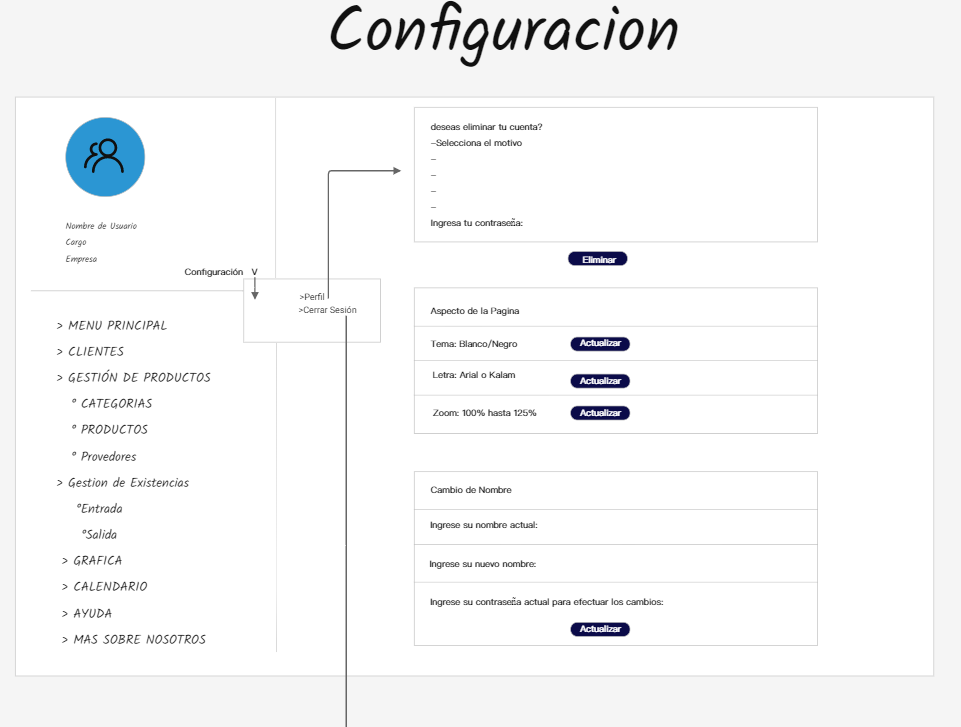 Configuracion
Nombre de Usuario
Cargo
Empresa
Configuración V
>Perfil
>Cerrar Sesión
> MENU PRINCIPAL
> CLIENTES
> GESTIÓN DE PRODUCTOS
° CATEGORIAS
° PRODUCTOS
° Provedores
> Gestion de Existencias
°Entrada
°Salida
> GRAFICA
> CALENDARIO
> AYUDA
> MAS SOBRE NOSOTROS
deseas eliminar tu cuenta?
–Selecciona el motivo
–
–
–
–
Ingresa tu contraseña:
Eliminar
Aspecto de la Pagina
Tema: Blanco/Negro Actualizar
Letra: Arial o Kalam Actualizar
Zoom: 100% hasta 125% Actualizar
Cambio de Nombre
Ingrese su nombre actual:
Ingrese su nuevo nombre:
Ingrese su contraseña actual para efectuar los cambios:
Actualizar